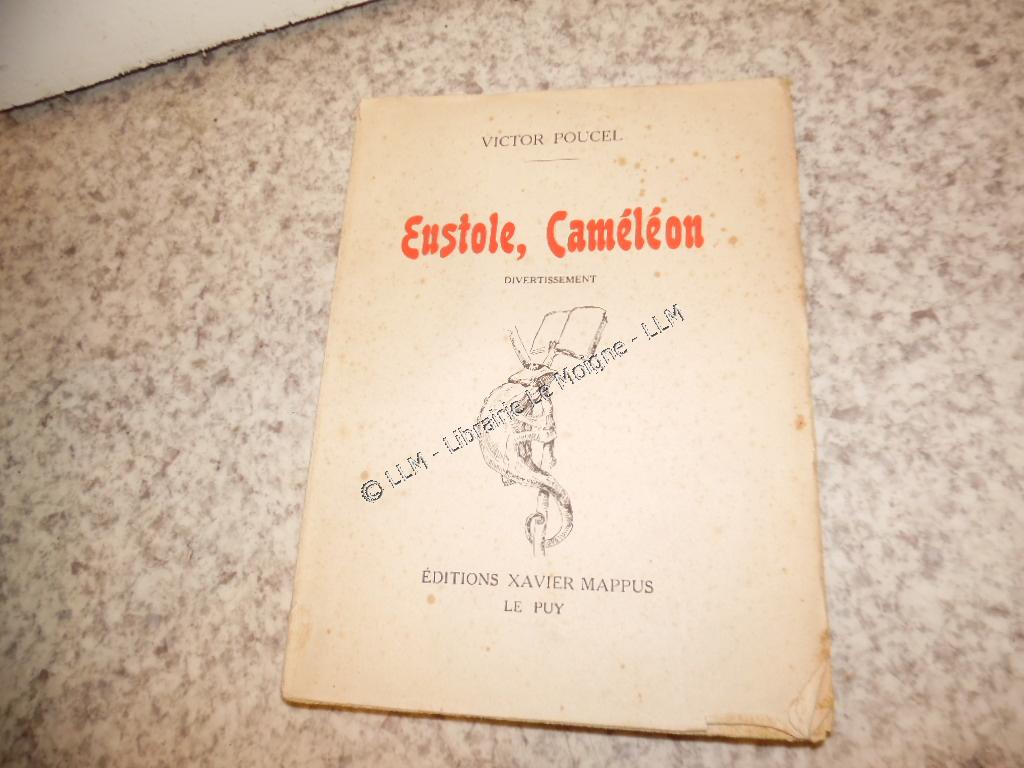 VICTOR POUCEL
Eustole, Caméléon
DIVERTISSEMENT
© LLM - Librairie Le Moigne - LLM
ÉDITIONS XAVIER MAPPUS
LE PUY